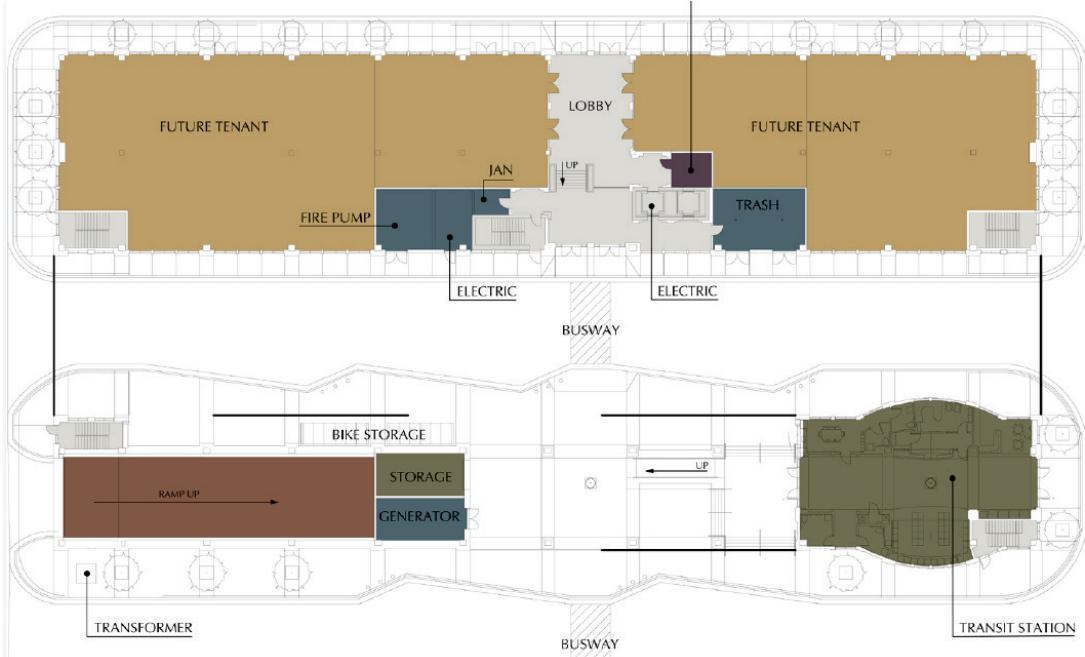 LOBBY
FUTURE TENANT
FUTURE TENANT
UP
JAN
TRASH
FIRE PUMP
ELECTRIC
ELECTRIC
BUSWAY
BIKE STORAGE
UP
STORAGE
RAMP UP
GENERATOR
TRANSFORMER
TRANSIT STATION
BUSWAY